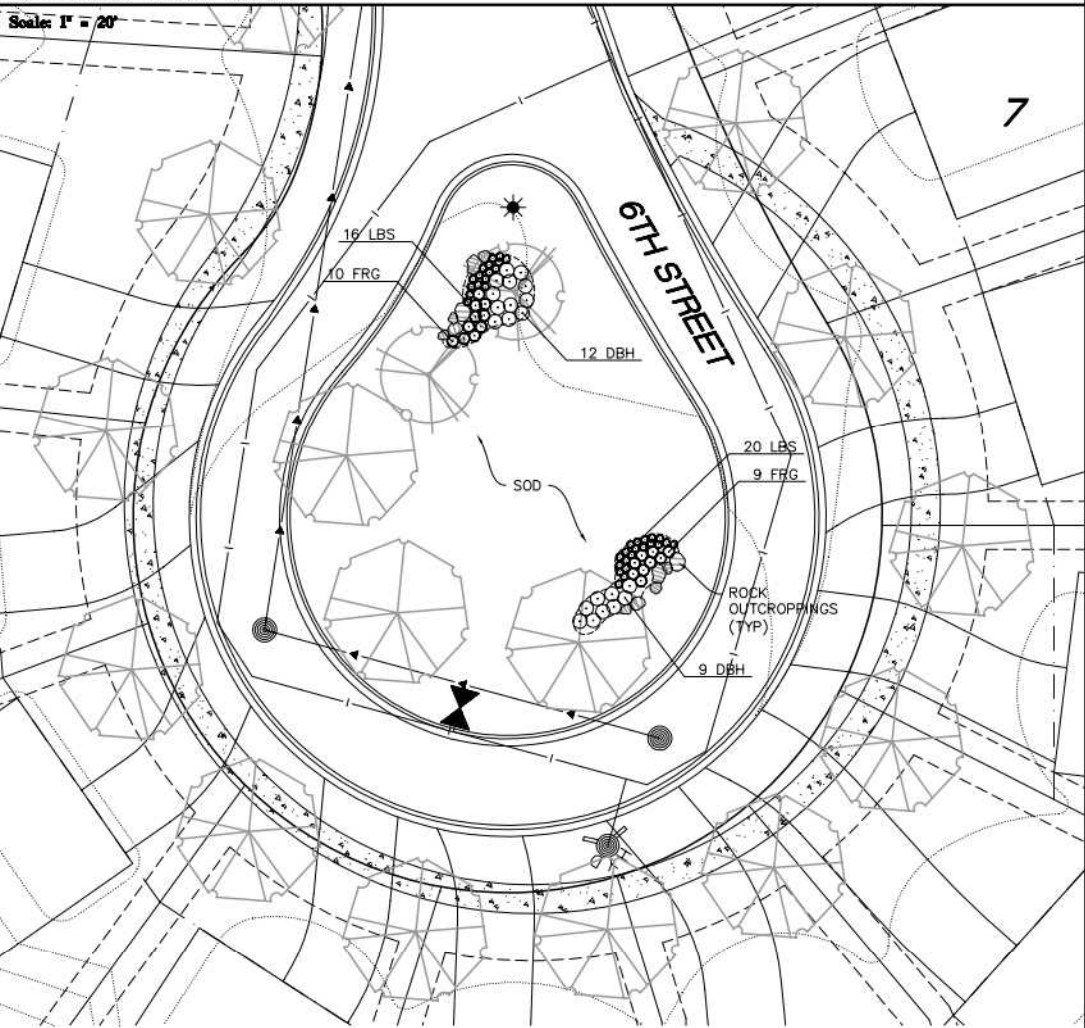 Scale: 1" = 20'
7
6TH STREET
16 LBS
10 FRG
12 DBH
20 LBS
9 FRG
SOD
ROCK
OUTCROPPINGS
(TYP)
9 DBH